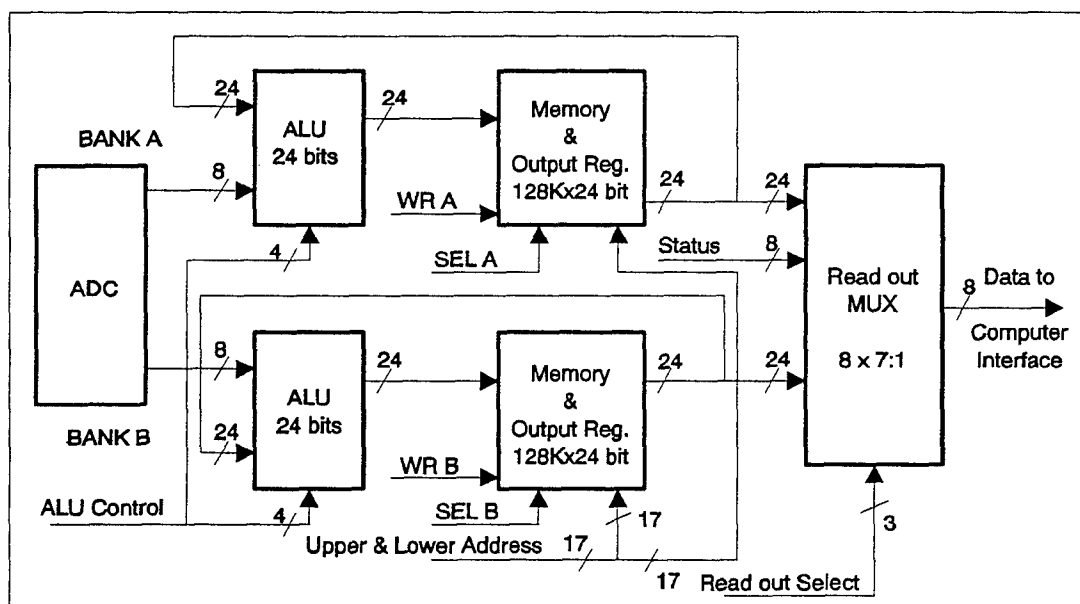 24
24
BANK A
ALU
24 bits
Memory
&
Output Reg.
128Kx24 bit
8
24
24
WR A
Status
8
SEL A
4
ADC
Read out
MUX
8 x 7:1
8
Data to
Computer
Interface
8
24
24
24
ALU
24 bits
Memory
&
Output Reg.
128Kx24 bit
24
BANK B
WR B
ALU Control
4
SEL B
17
3
Upper & Lower Address
17
17
Read out Select